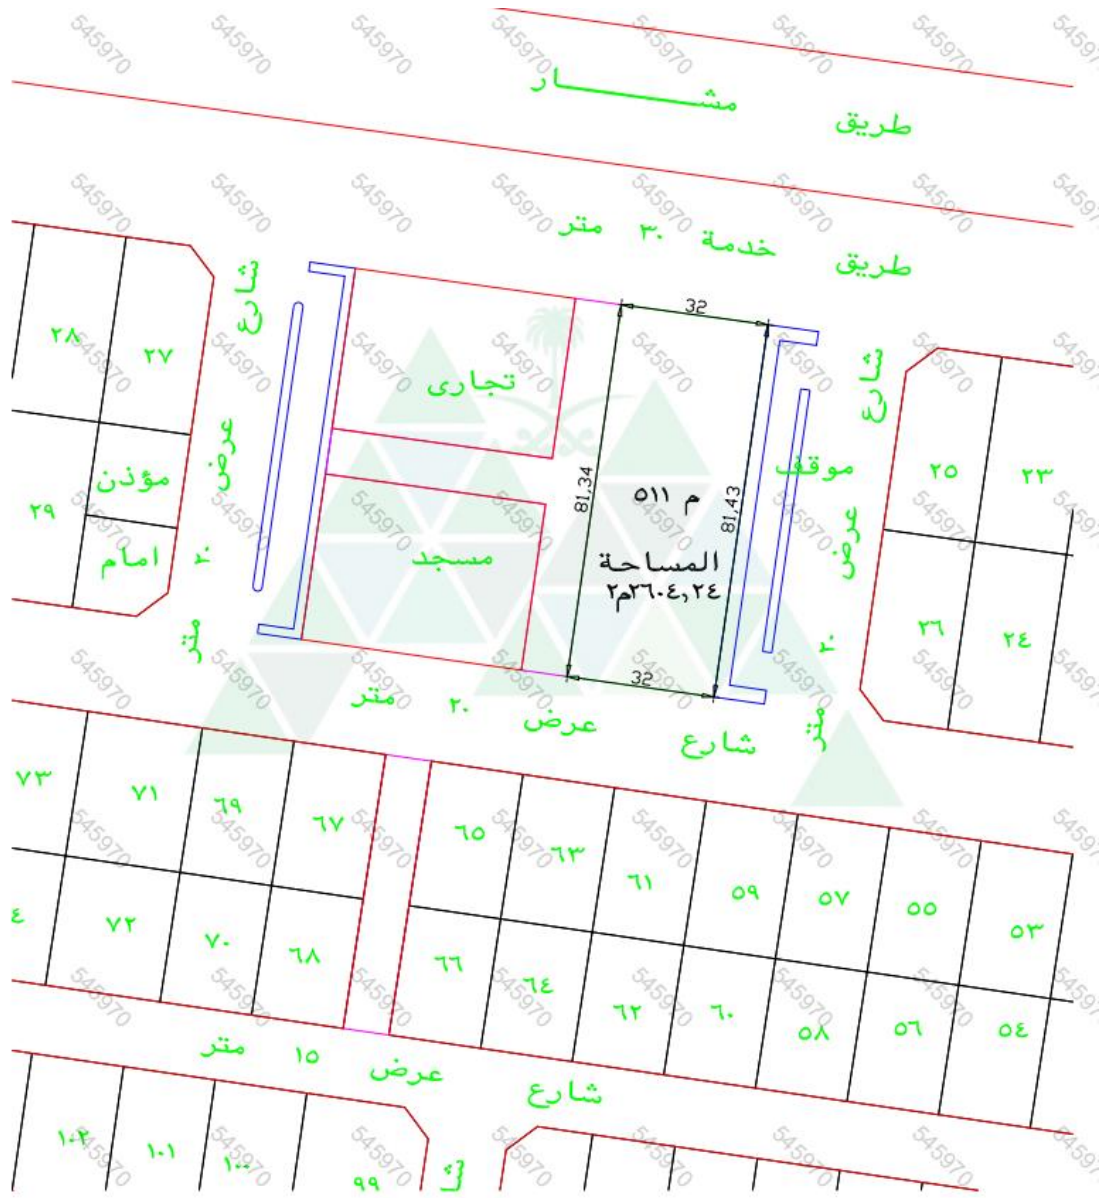 طريق مشـــــــــار
طريق خدمة ٣٠ متر
شارع عرض ٢٠ متر
٢٨
٢٧
مؤذن
امام
٢٩
تجارى
مسجد
32
81,34
81,43
32
م ٥١١
المساحة
٢٦٠٤,٢٤م٢
موقف
شارع عرض ٢٠ متر
٢٥
٢٣
٢٦
٢٤
شارع عرض ٢٠ متر
٧٣
٧١
٦٩
٦٧
٦٥
٦٣
٦١
٥٩
٥٧
٥٥
٥٣
٧٢
٧٠
٦٨
٦٦
٦٤
٦٢
٦٠
٥٨
٥٦
٥٤
شارع عرض ١٥ متر
١٠٢
١٠١
١٠٠
٩٩
545970